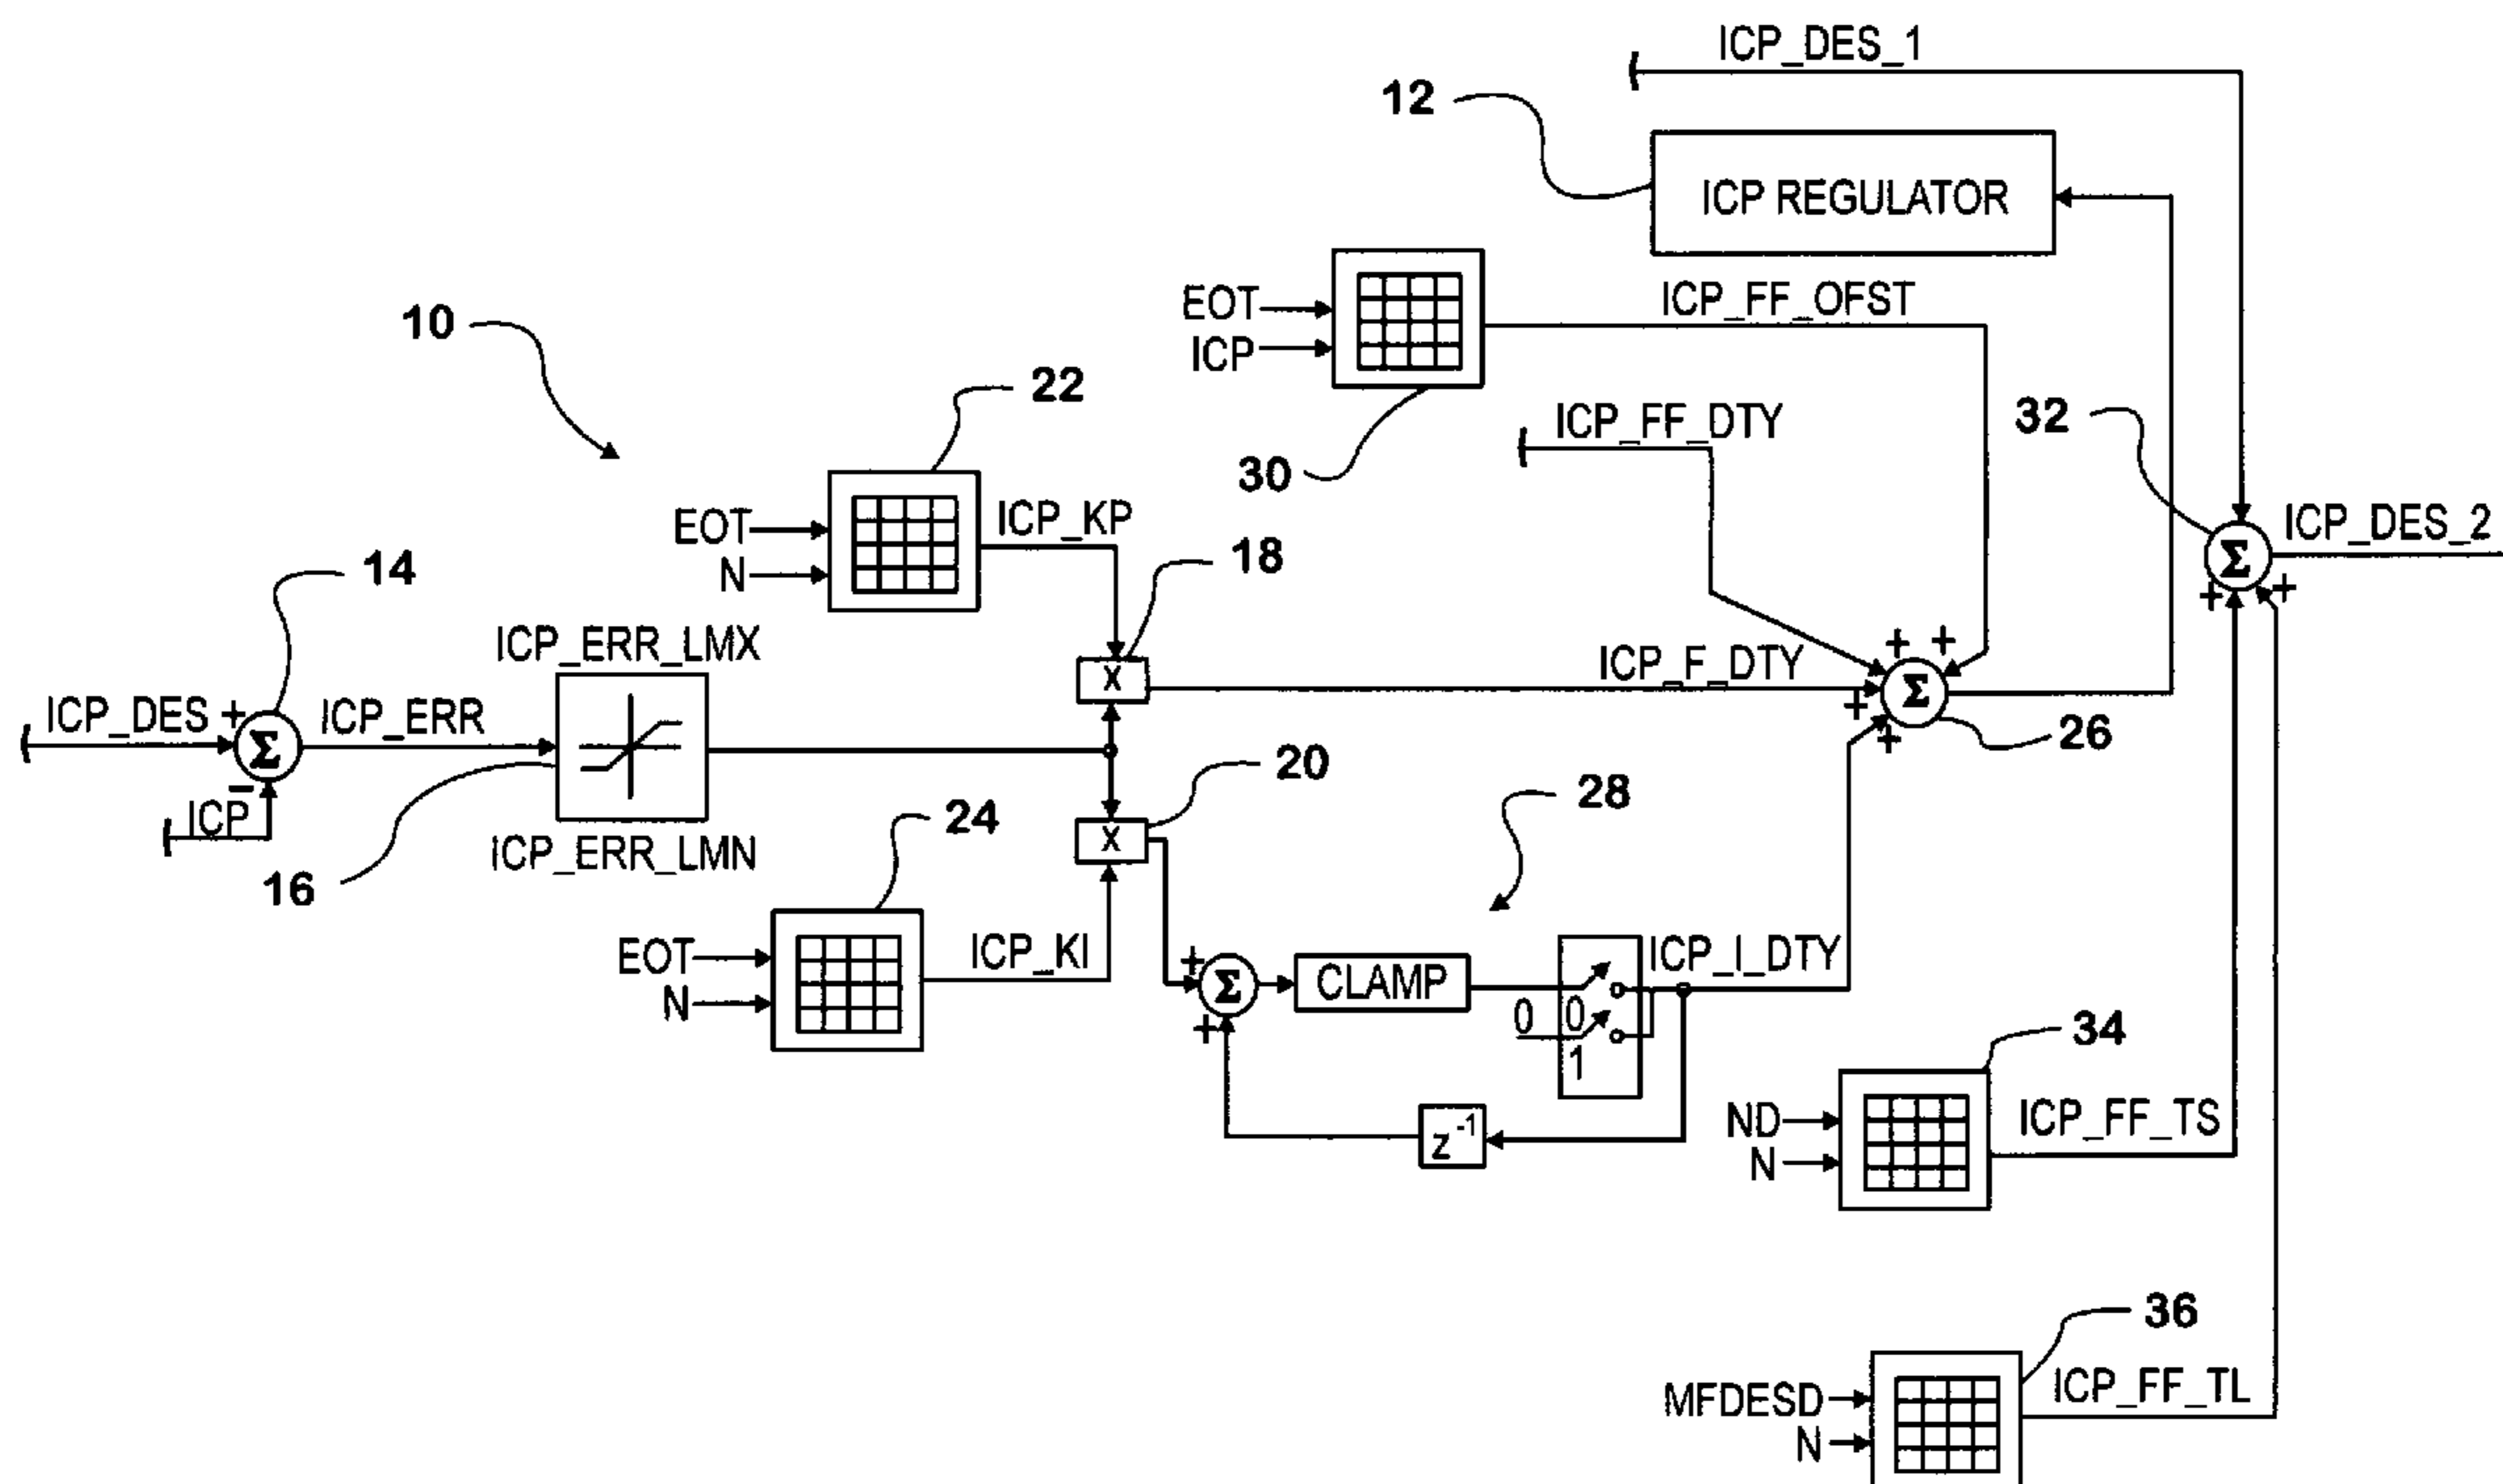 ICP_DES_1
12
ICP REGULATOR
EOT
ICP
ICP_FF_OFST
10
22
30
ICP_FF_DTY
32
ICP_DES_2
Σ
+
+
EOT
N
ICP_KP
18
14
ICP_ERR_LMX
X
ICP_F_DTY
+
+
Σ
+
+
26
ICP_DES
+
Σ
−
ICP_ERR
ICP
16
ICP_ERR_LMN
20
X
28
24
EOT
N
ICP_KI
+
Σ
+
CLAMP
0
0
1
ICP_I_DTY
z-1
34
ND
N
ICP_FF_TS
36
MFDESD
N
ICP_FF_TL